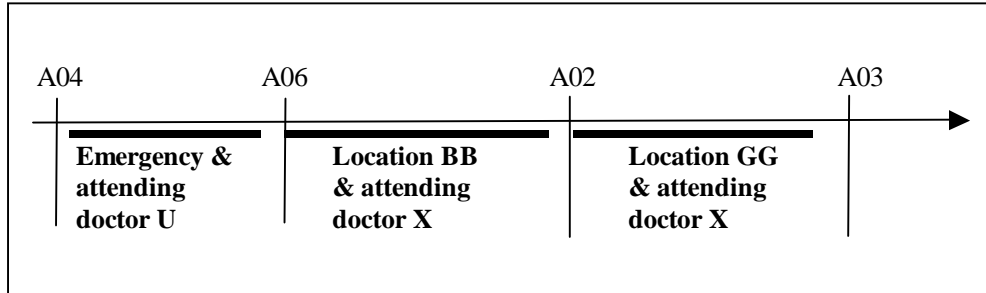 A04 A06 A02 A03
Emergency &
attending
doctor U
Location BB
& attending
doctor X
Location GG
& attending
doctor X